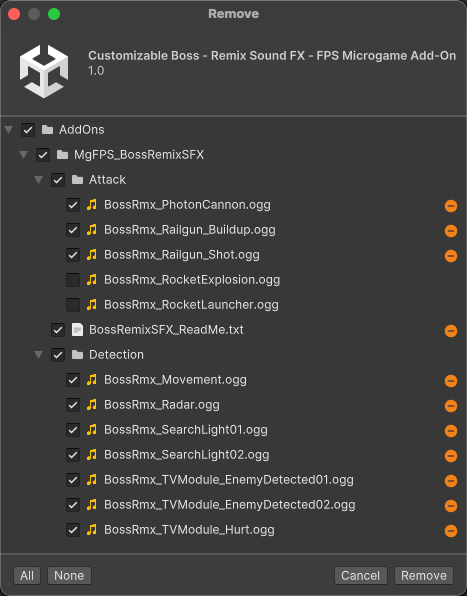 Remove
Customizable Boss - Remix Sound FX - FPS Microgame Add-On
1.0
AddOns
MgFPS_BossRemixSFX
Attack
BossRmx_PhotonCannon.ogg
BossRmx_Railgun_Buildup.ogg
BossRmx_Railgun_Shot.ogg
BossRmx_RocketExplosion.ogg
BossRmx_RocketLauncher.ogg
BossRemixSFX_ReadMe.txt
Detection
BossRmx_Movement.ogg
BossRmx_Radar.ogg
BossRmx_SearchLight01.ogg
BossRmx_SearchLight02.ogg
BossRmx_TVModule_EnemyDetected01.ogg
BossRmx_TVModule_EnemyDetected02.ogg
BossRmx_TVModule_Hurt.ogg
All None Cancel Remove